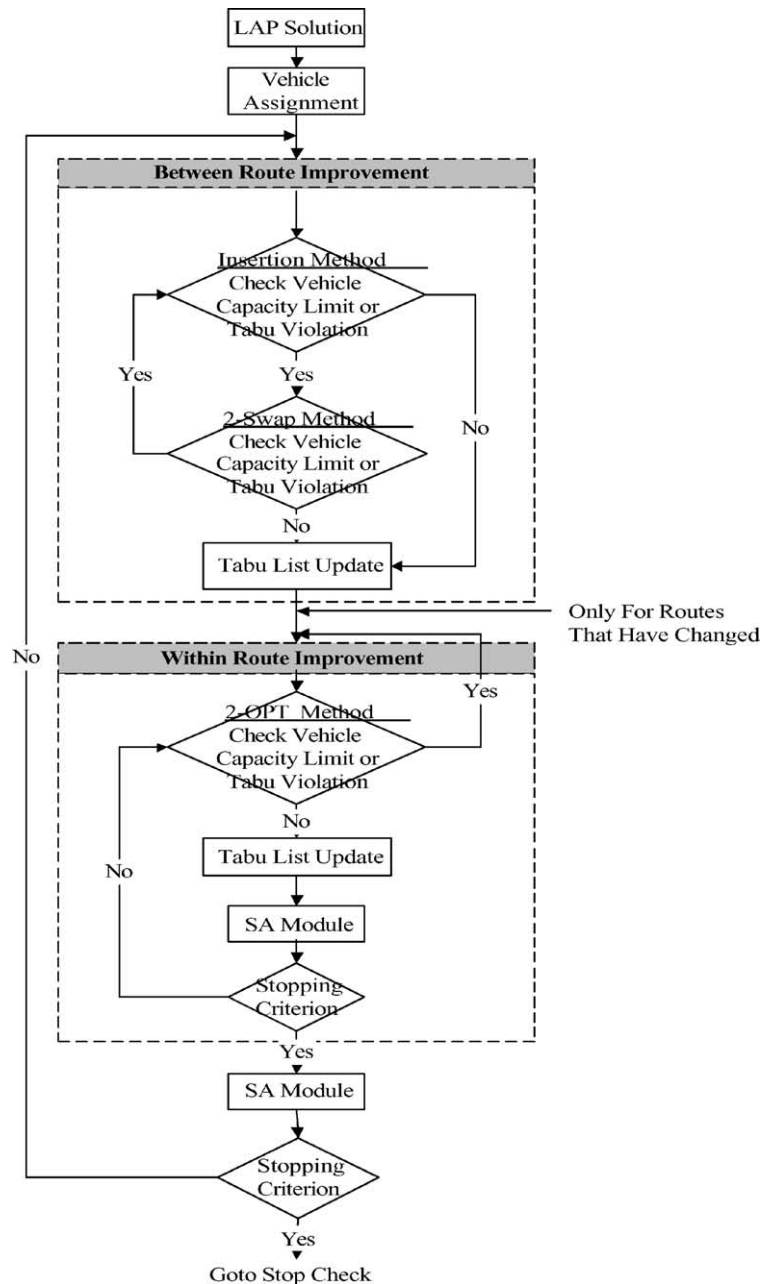 LAP Solution
Vehicle
Assignment
Between Route Improvement
Insertion Method
Check Vehicle
Capacity Limit or
Tabu Violation
Yes
Yes
2-Swap Method
Check Vehicle
Capacity Limit or
Tabu Violation
No
No
Tabu List Update
Only For Routes
That Have Changed
No
Within Route Improvement
Yes
2-OPT Method
Check Vehicle
Capacity Limit or
Tabu Violation
No
No
Tabu List Update
SA Module
Stopping
Criterion
Yes
SA Module
Stopping
Criterion
Yes
Goto Stop Check